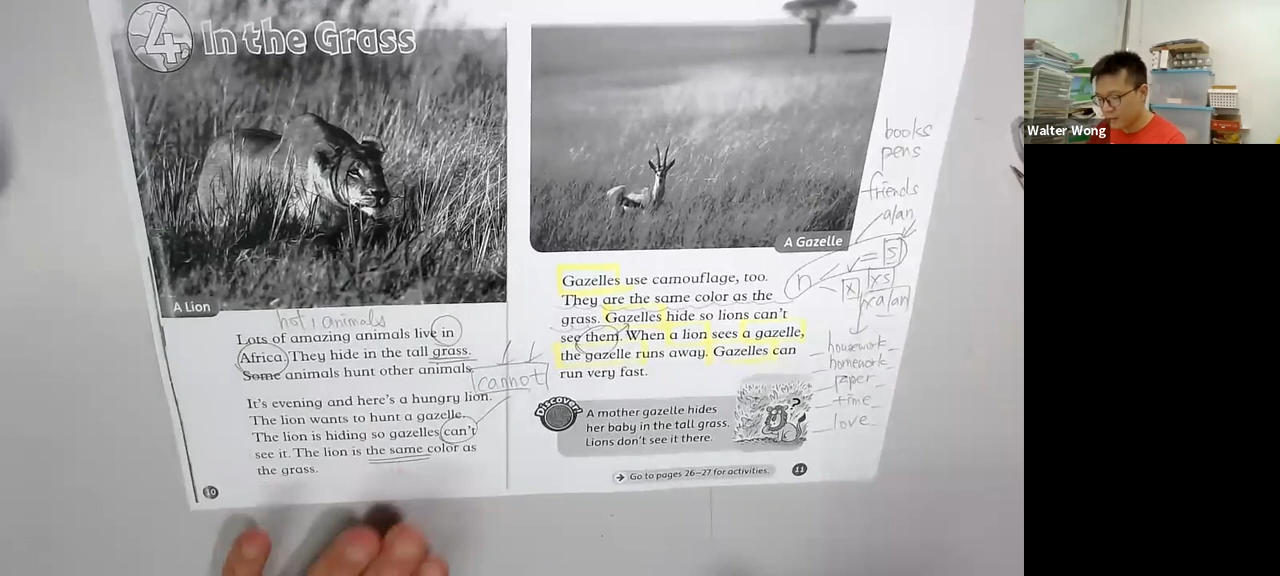 4 In the Grass
A Lion
hot, animals
Lots of amazing animals live in
Africa. They hide in the tall grass.
Some animals hunt other animals.
cannot
It's evening and here's a hungry lion.
The lion wants to hunt a gazelle.
The lion is hiding so gazelles can't
see it. The lion is the same color as
the grass.
10
A Gazelle
Gazelles use camouflage, too.
They are the same color as the
grass. Gazelles hide so lions can't
see them. When a lion sees a gazelle,
the gazelle runs away. Gazelles can
run very fast.
Discover!
A mother gazelle hides
her baby in the tall grass.
Lions don't see it there.
?
→ Go to pages 26–27 for activities.
11
books
pens
friends
a/an
n < ✓ = s
x xs
xa/an
housework
homework
paper
time
love
Walter Wong